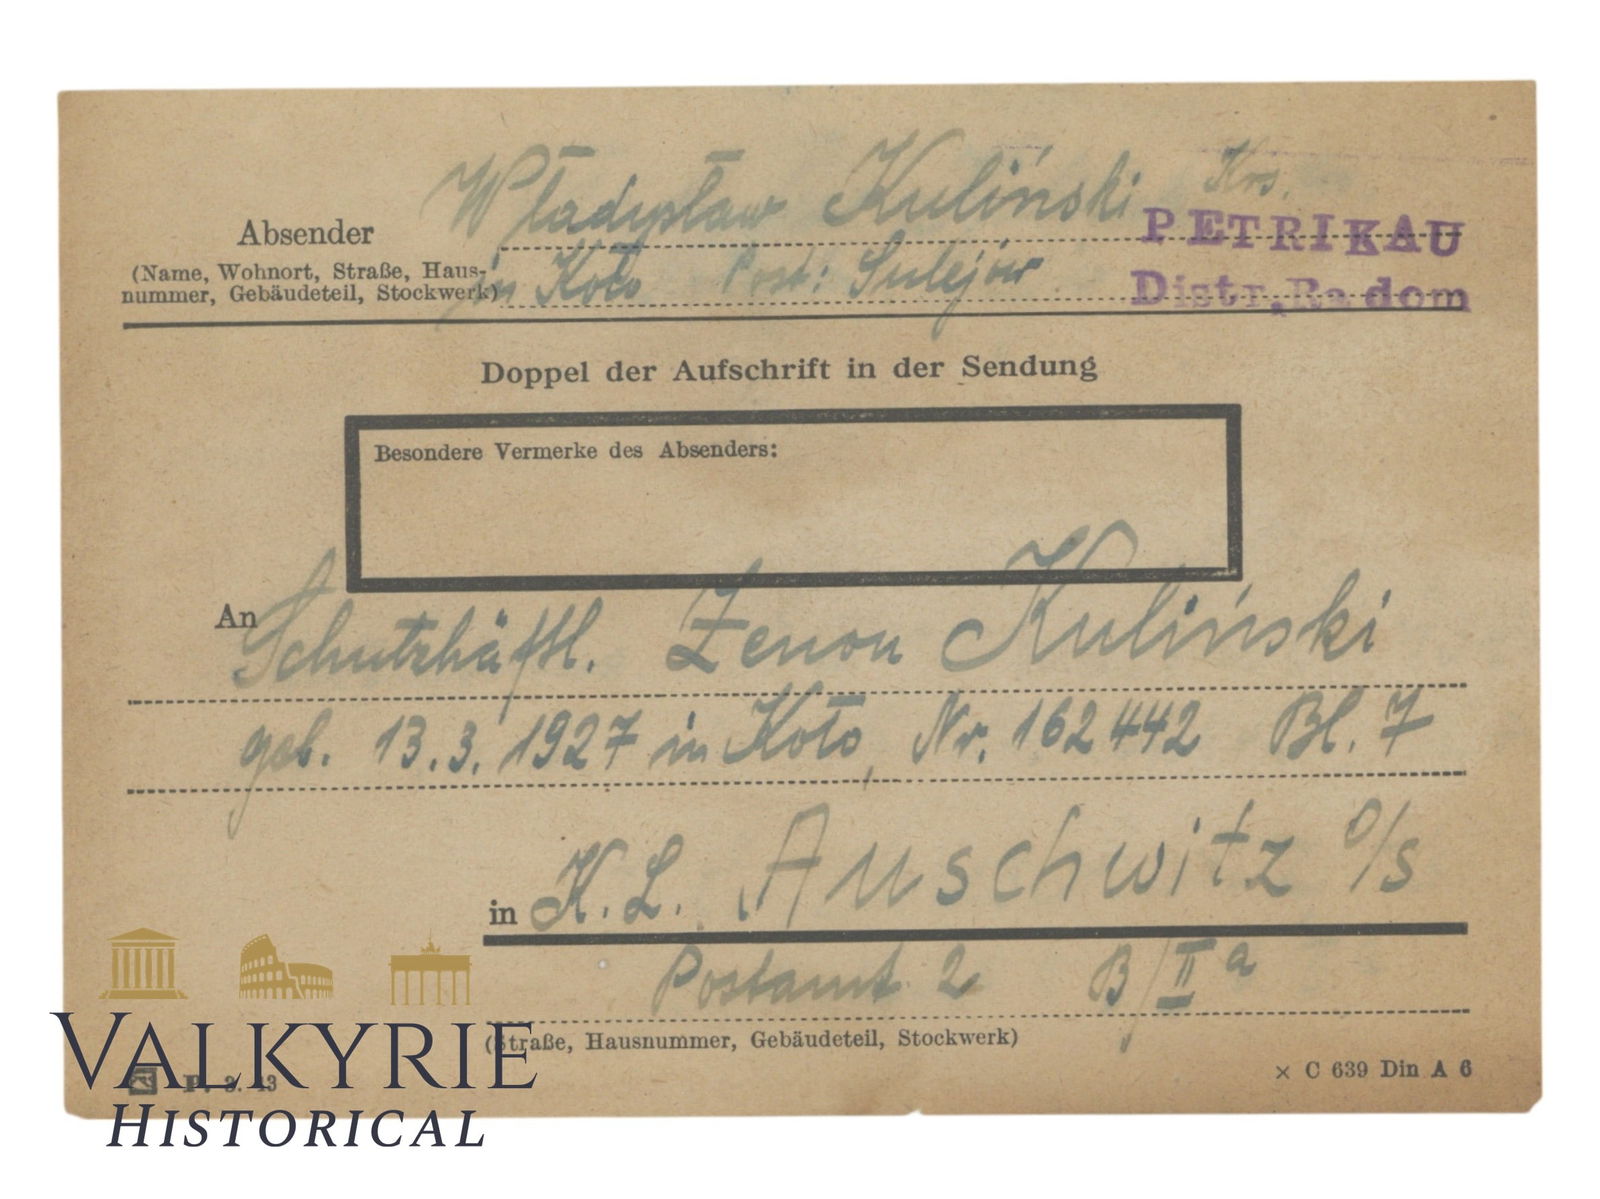 Władysław Kuliński Krs.
Absender
PETRIKAU
(Name, Wohnort, Straße, Haus-
nummer, Gebäudeteil, Stockwerk)
in Koło Post: Sulejow
Distr. Radom
Doppel der Aufschrift in der Sendung
Besondere Vermerke des Absenders:
An Schutzhäftl. Zenon Kuliński
geb. 13.3.1927 in Koło, Nr. 162442 Bl. 7
in K.L. Auschwitz O/S
Postamt 2 B/IIa
(Straße, Hausnummer, Gebäudeteil, Stockwerk)
× C 639 Din A 6
VALKYRIE
HISTORICAL